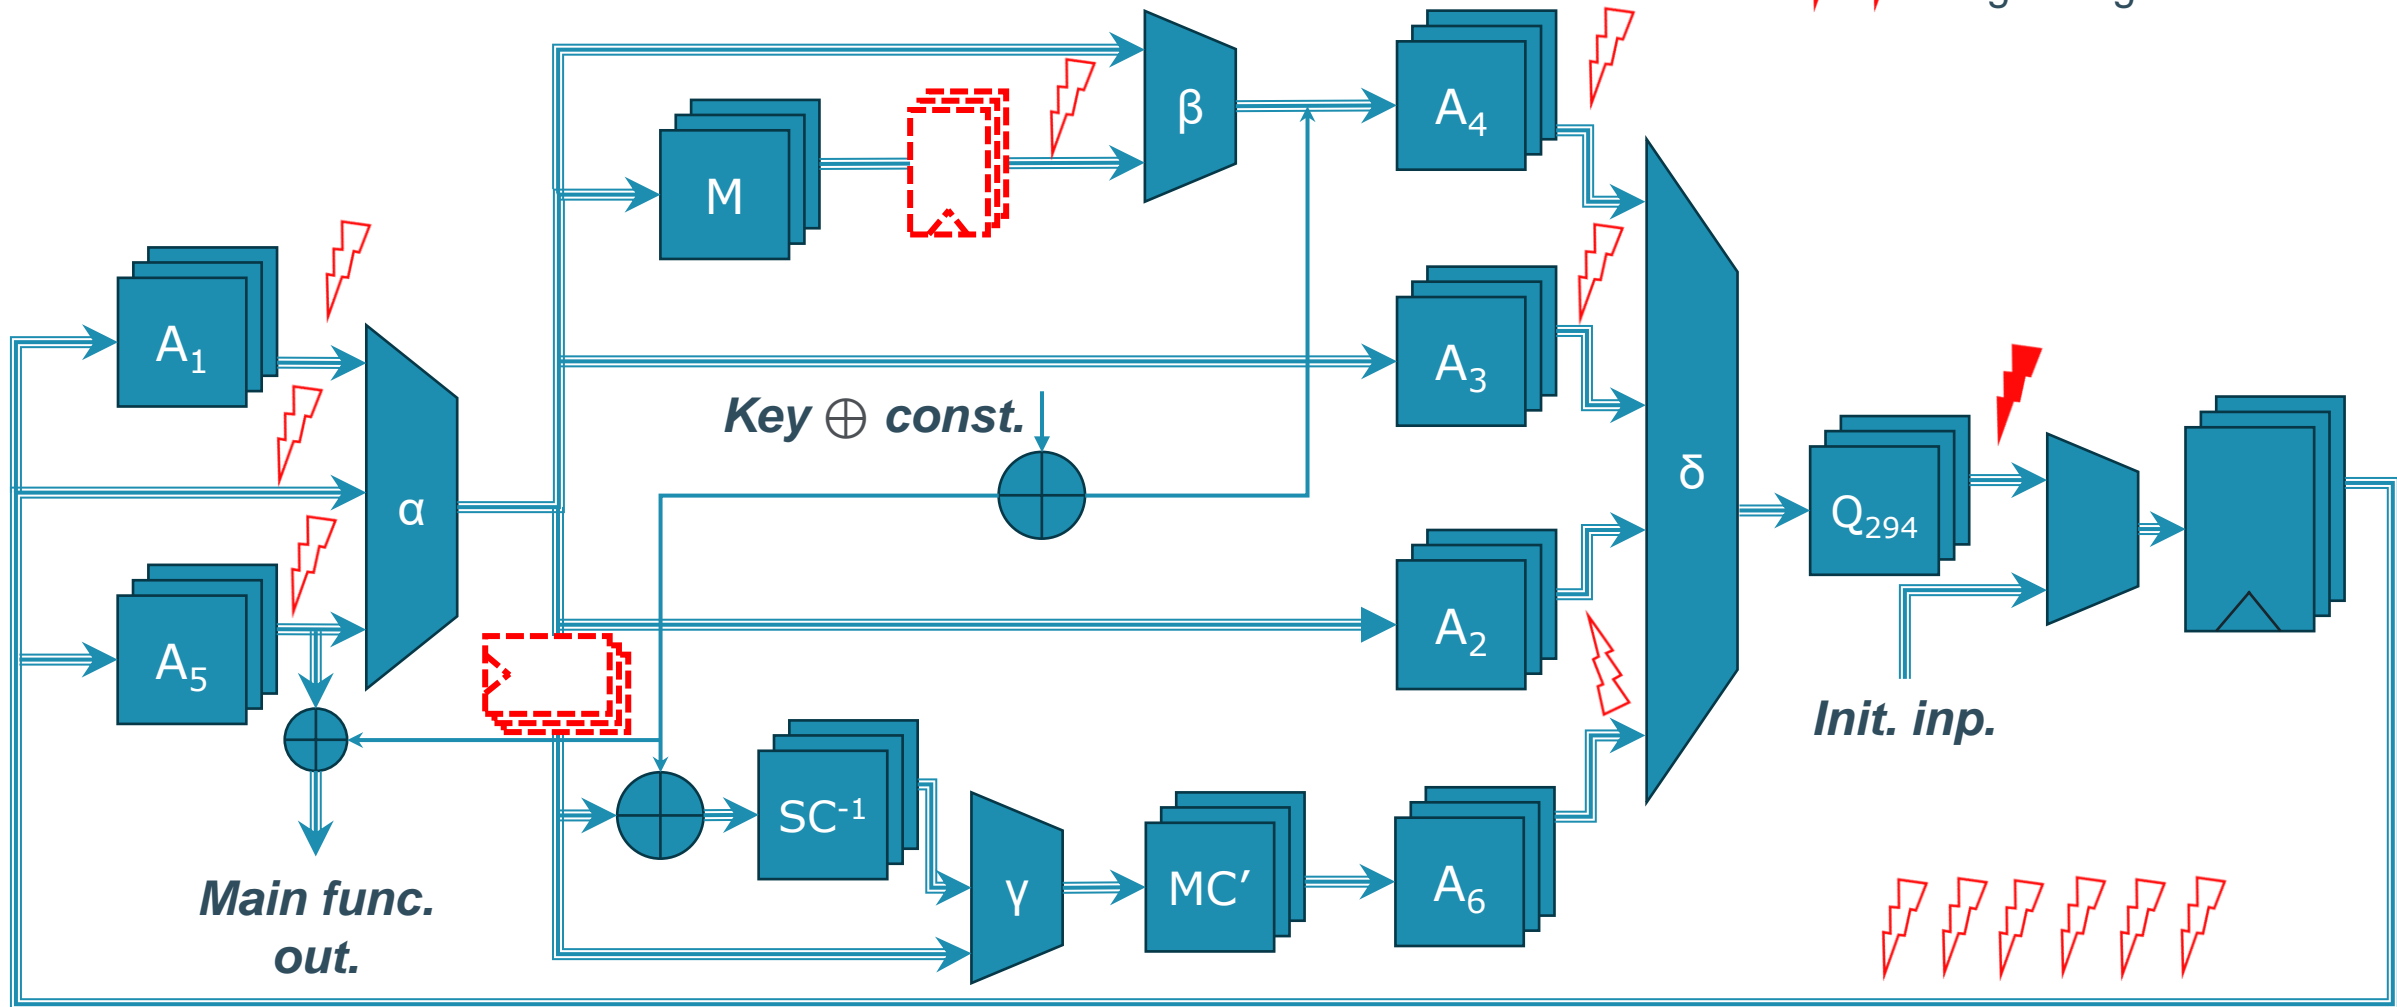 β
A4
M
A1
A3
Key ⊕ const.
α
δ
Q294
A5
A2
Init. inp.
SC-1
γ
MC′
A6
Main func.
out.